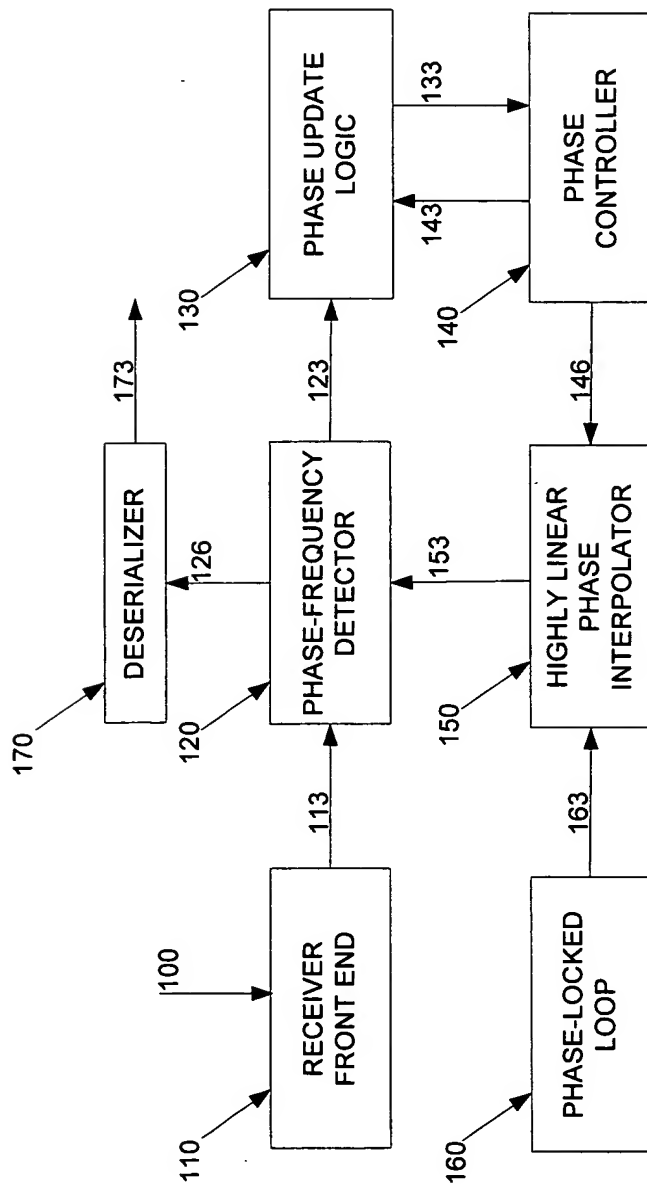 170
DESERIALIZER
173
126
100
110
RECEIVER
FRONT END
113
120
PHASE-FREQUENCY
DETECTOR
123
130
PHASE UPDATE
LOGIC
153
143
133
160
PHASE-LOCKED
LOOP
163
150
HIGHLY LINEAR
PHASE
INTERPOLATOR
146
140
PHASE
CONTROLLER